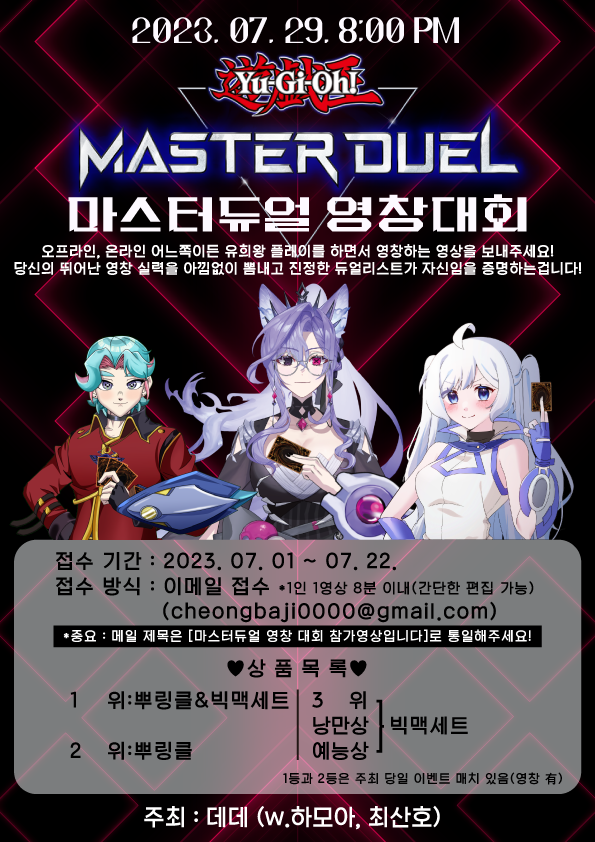 2023. 07. 29. 8:00 PM
遊戯王
Yu-Gi-Oh!
MASTER DUEL
마스터듀얼 영창대회
오프라인, 온라인 어느쪽이든 유희왕 플레이를 하면서 영창하는 영상을 보내주세요!
당신의 뛰어난 영창 실력을 아낌없이 뽐내고 진정한 듀얼리스트가 자신임을 증명하는겁니다!
접수 기간 : 2023. 07. 01 ~ 07. 22.
접수 방식 : 이메일 접수 *1인 1영상 8분 이내(간단한 편집 가능)
(cheongbaji0000@gmail.com)
*중요 : 메일 제목은 [마스터듀얼 영창 대회 참가영상입니다]로 통일해주세요!
♥상 품 목 록♥
1 위:뿌링클&빅맥세트
2 위:뿌링클
3 위
낭만상
예능상
빅맥세트
1등과 2등은 주최 당일 이벤트 매치 있음(영창 有)
주최 : 데데 (w.하모아, 최산호)